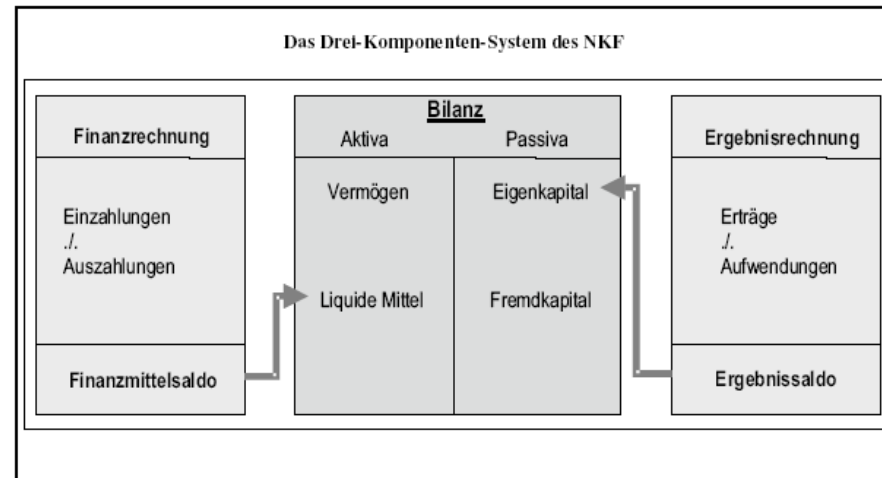 Das Drei-Komponenten-System des NKF
Finanzrechnung
Einzahlungen
./.
Auszahlungen
Finanzmittelsaldo
Bilanz
Aktiva Passiva
Vermögen Eigenkapital
Liquide Mittel Fremdkapital
Ergebnisrechnung
Erträge
./.
Aufwendungen
Ergebnissaldo